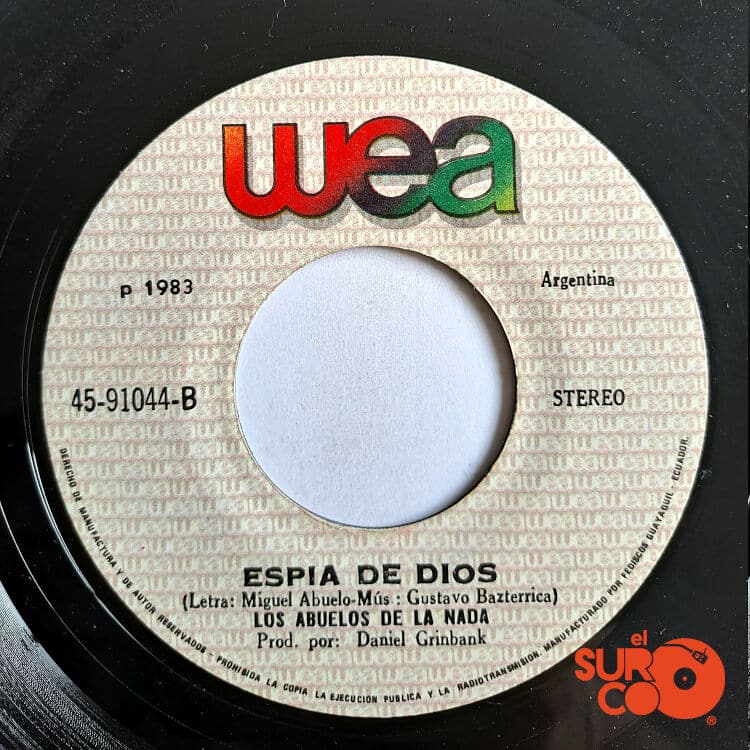 wea
p 1983
Argentina
45-91044-B
STEREO
ESPIA DE DIOS
(Letra: Miguel Abuelo-Mús : Gustavo Bazterrica)
LOS ABUELOS DE LA NADA
Prod. por: Daniel Grinbank
DERECHO DE MANUFACTURA Y DE AUTOR RESERVADOS - PROHIBIDA LA COPIA LA EJECUCION PUBLICA Y LA RADIOTRANSMISION. MANUFACTURADO POR FEDISCOS GUAYAQUIL - ECUADOR.
el
SURCO
®